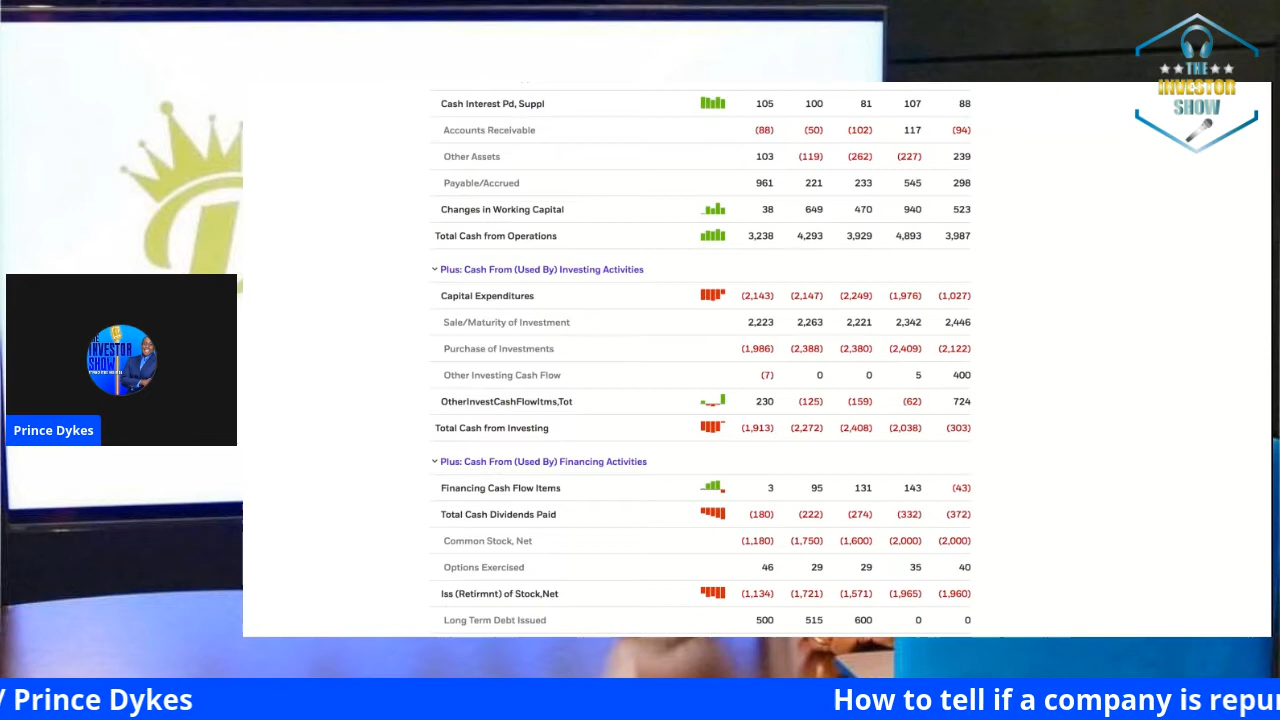 THE
INVESTOR
SHOW
Cash Interest Pd, Suppl 105 100 81 107 88
Accounts Receivable (88) (50) (102) 117 (94)
Other Assets 103 (119) (262) (227) 239
Payable/Accrued 961 221 233 545 298
Changes in Working Capital 38 649 470 940 523
Total Cash from Operations 3,238 4,293 3,929 4,893 3,987
Plus: Cash From (Used By) Investing Activities
Capital Expenditures (2,143) (2,147) (2,249) (1,976) (1,027)
Sale/Maturity of Investment 2,223 2,263 2,221 2,342 2,446
Purchase of Investments (1,986) (2,388) (2,380) (2,409) (2,122)
Other Investing Cash Flow (7) 0 0 5 400
OtherInvestCashFlowItms,Tot 230 (125) (159) (62) 724
Total Cash from Investing (1,913) (2,272) (2,408) (2,038) (303)
Plus: Cash From (Used By) Financing Activities
Financing Cash Flow Items 3 95 131 143 (43)
Total Cash Dividends Paid (180) (222) (274) (332) (372)
Common Stock, Net (1,180) (1,750) (1,600) (2,000) (2,000)
Options Exercised 46 29 29 35 40
Iss (Retirmnt) of Stock,Net (1,134) (1,721) (1,571) (1,965) (1,960)
Long Term Debt Issued 500 515 600 0 0
INVESTOR
SHOW
Prince Dykes
/ Prince Dykes How to tell if a company is repur